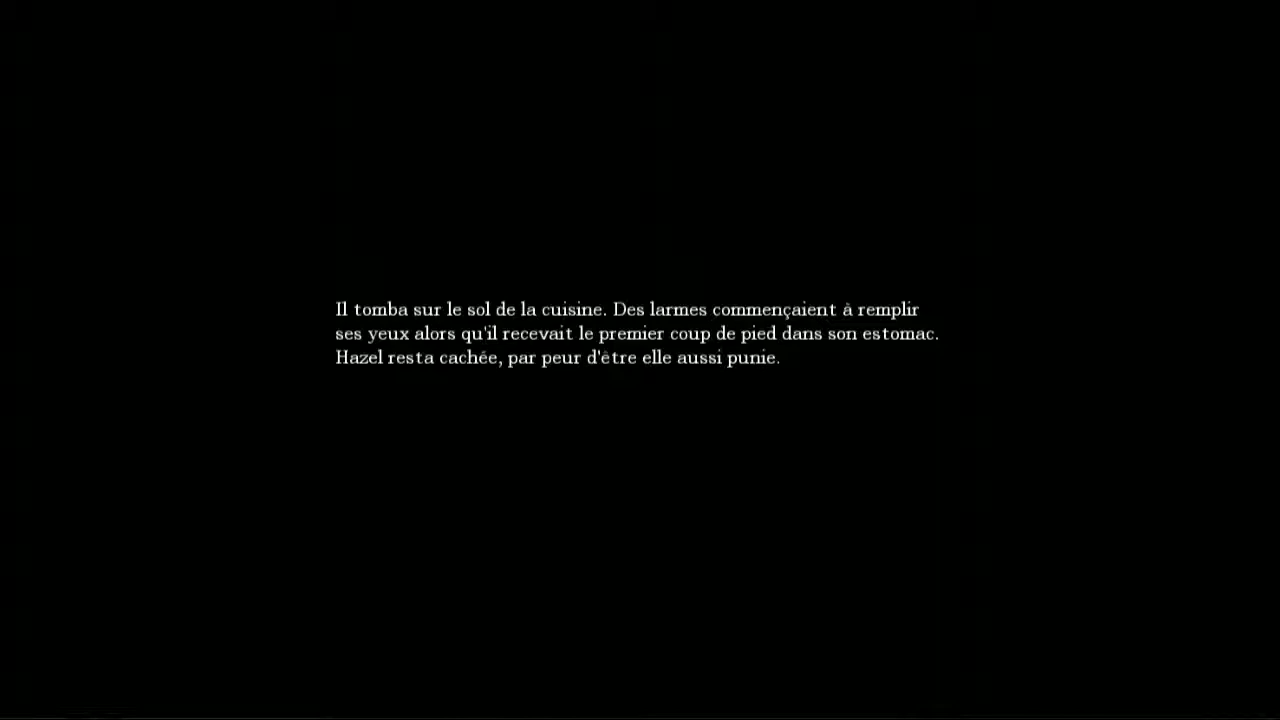 Il tomba sur le sol de la cuisine. Des larmes commençaient à remplir
ses yeux alors qu'il recevait le premier coup de pied dans son estomac.
Hazel resta cachée, par peur d'être elle aussi punie.